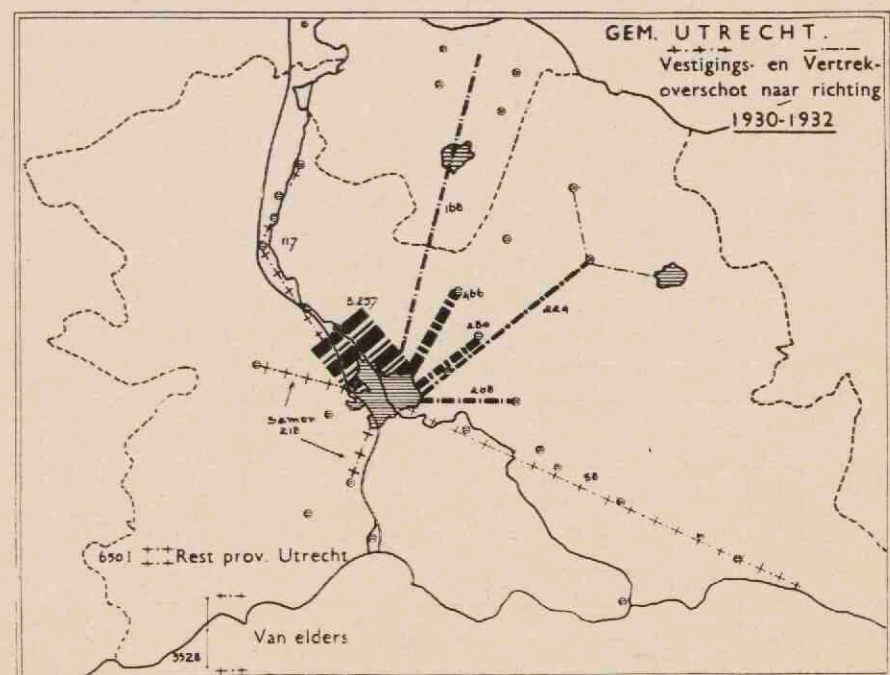 GEM. UTRECHT.
Vestigings- en Vertrek-
overschot naar richting
1930-1932
168
117
3.257
466
280
224
208
Samen
218
58
6501 Rest prov. Utrecht
Van elders
3528